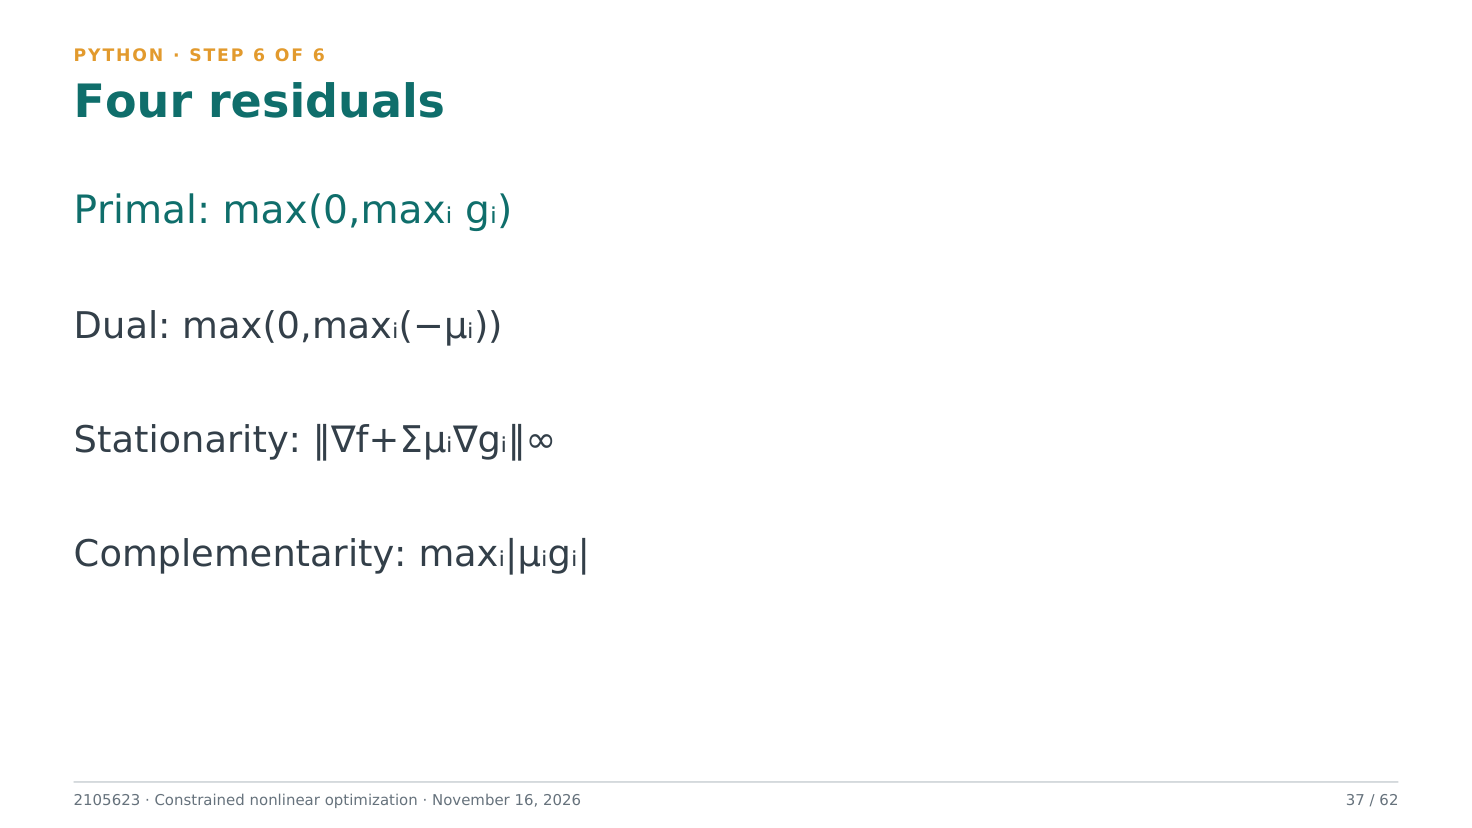 PYTHON · STEP 6 OF 6
Four residuals
Primal: max(0,maxᵢ gᵢ)
Dual: max(0,maxᵢ(−μᵢ))
Stationarity: ‖∇f+Σμᵢ∇gᵢ‖∞
Complementarity: maxᵢ|μᵢgᵢ|
2105623 · Constrained nonlinear optimization · November 16, 2026
37 / 62